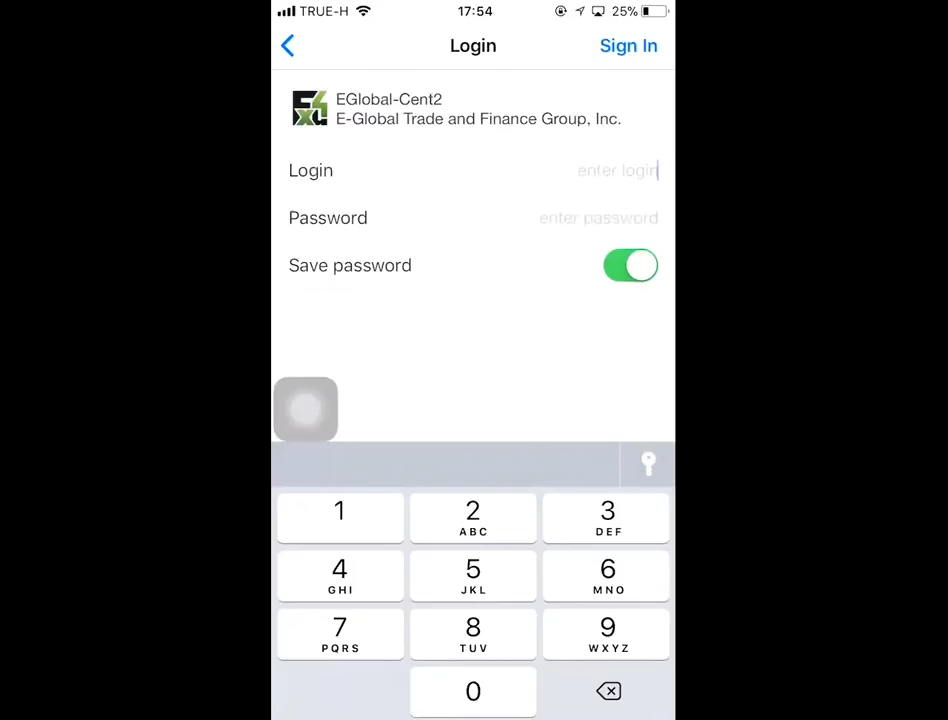 TRUE-H 17:54 25%
Login Sign In
EGlobal-Cent2
E-Global Trade and Finance Group, Inc.
Login enter login
Password enter password
Save password
1 2 3
ABC DEF
4 5 6
GHI JKL MNO
7 8 9
PQRS TUV WXYZ
0